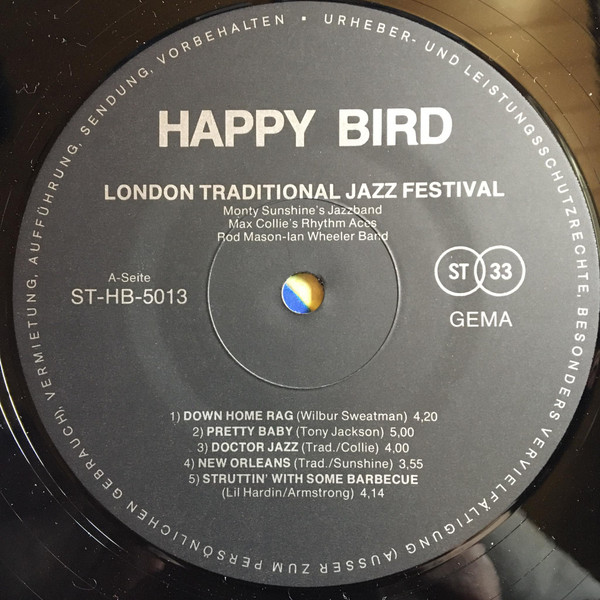 URHEBER- UND LEISTUNGSSCHUTZRECHTE, BESONDERS VERVIELFÄLTIGUNG (AUSSER ZUM PERSÖNLICHEN GEBRAUCH), VERMIETUNG, AUFFÜHRUNG, SENDUNG, VORBEHALTEN •
HAPPY BIRD
LONDON TRADITIONAL JAZZ FESTIVAL
Monty Sunshine's Jazzband
Max Collie's Rhythm Aces
Rod Mason-Ian Wheeler Band
A-Seite
ST-HB-5013
ST 33
GEMA
1) DOWN HOME RAG (Wilbur Sweatman) 4,20
2) PRETTY BABY (Tony Jackson) 5,00
3) DOCTOR JAZZ (Trad./Collie) 4,00
4) NEW ORLEANS (Trad./Sunshine) 3,55
5) STRUTTIN' WITH SOME BARBECUE
(Lil Hardin/Armstrong) 4,14